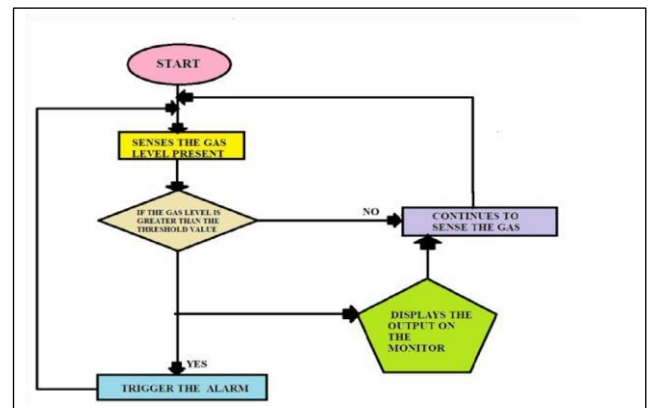 START
SENSES THE GAS
LEVEL PRESENT
IF THE GAS LEVEL IS
GREATER THAN THE
THRESHOLD VALUE
NO
CONTINUES TO
SENSE THE GAS
DISPLAYS THE
OUTPUT ON
THE
MONITOR
YES
TRIGGER THE ALARM